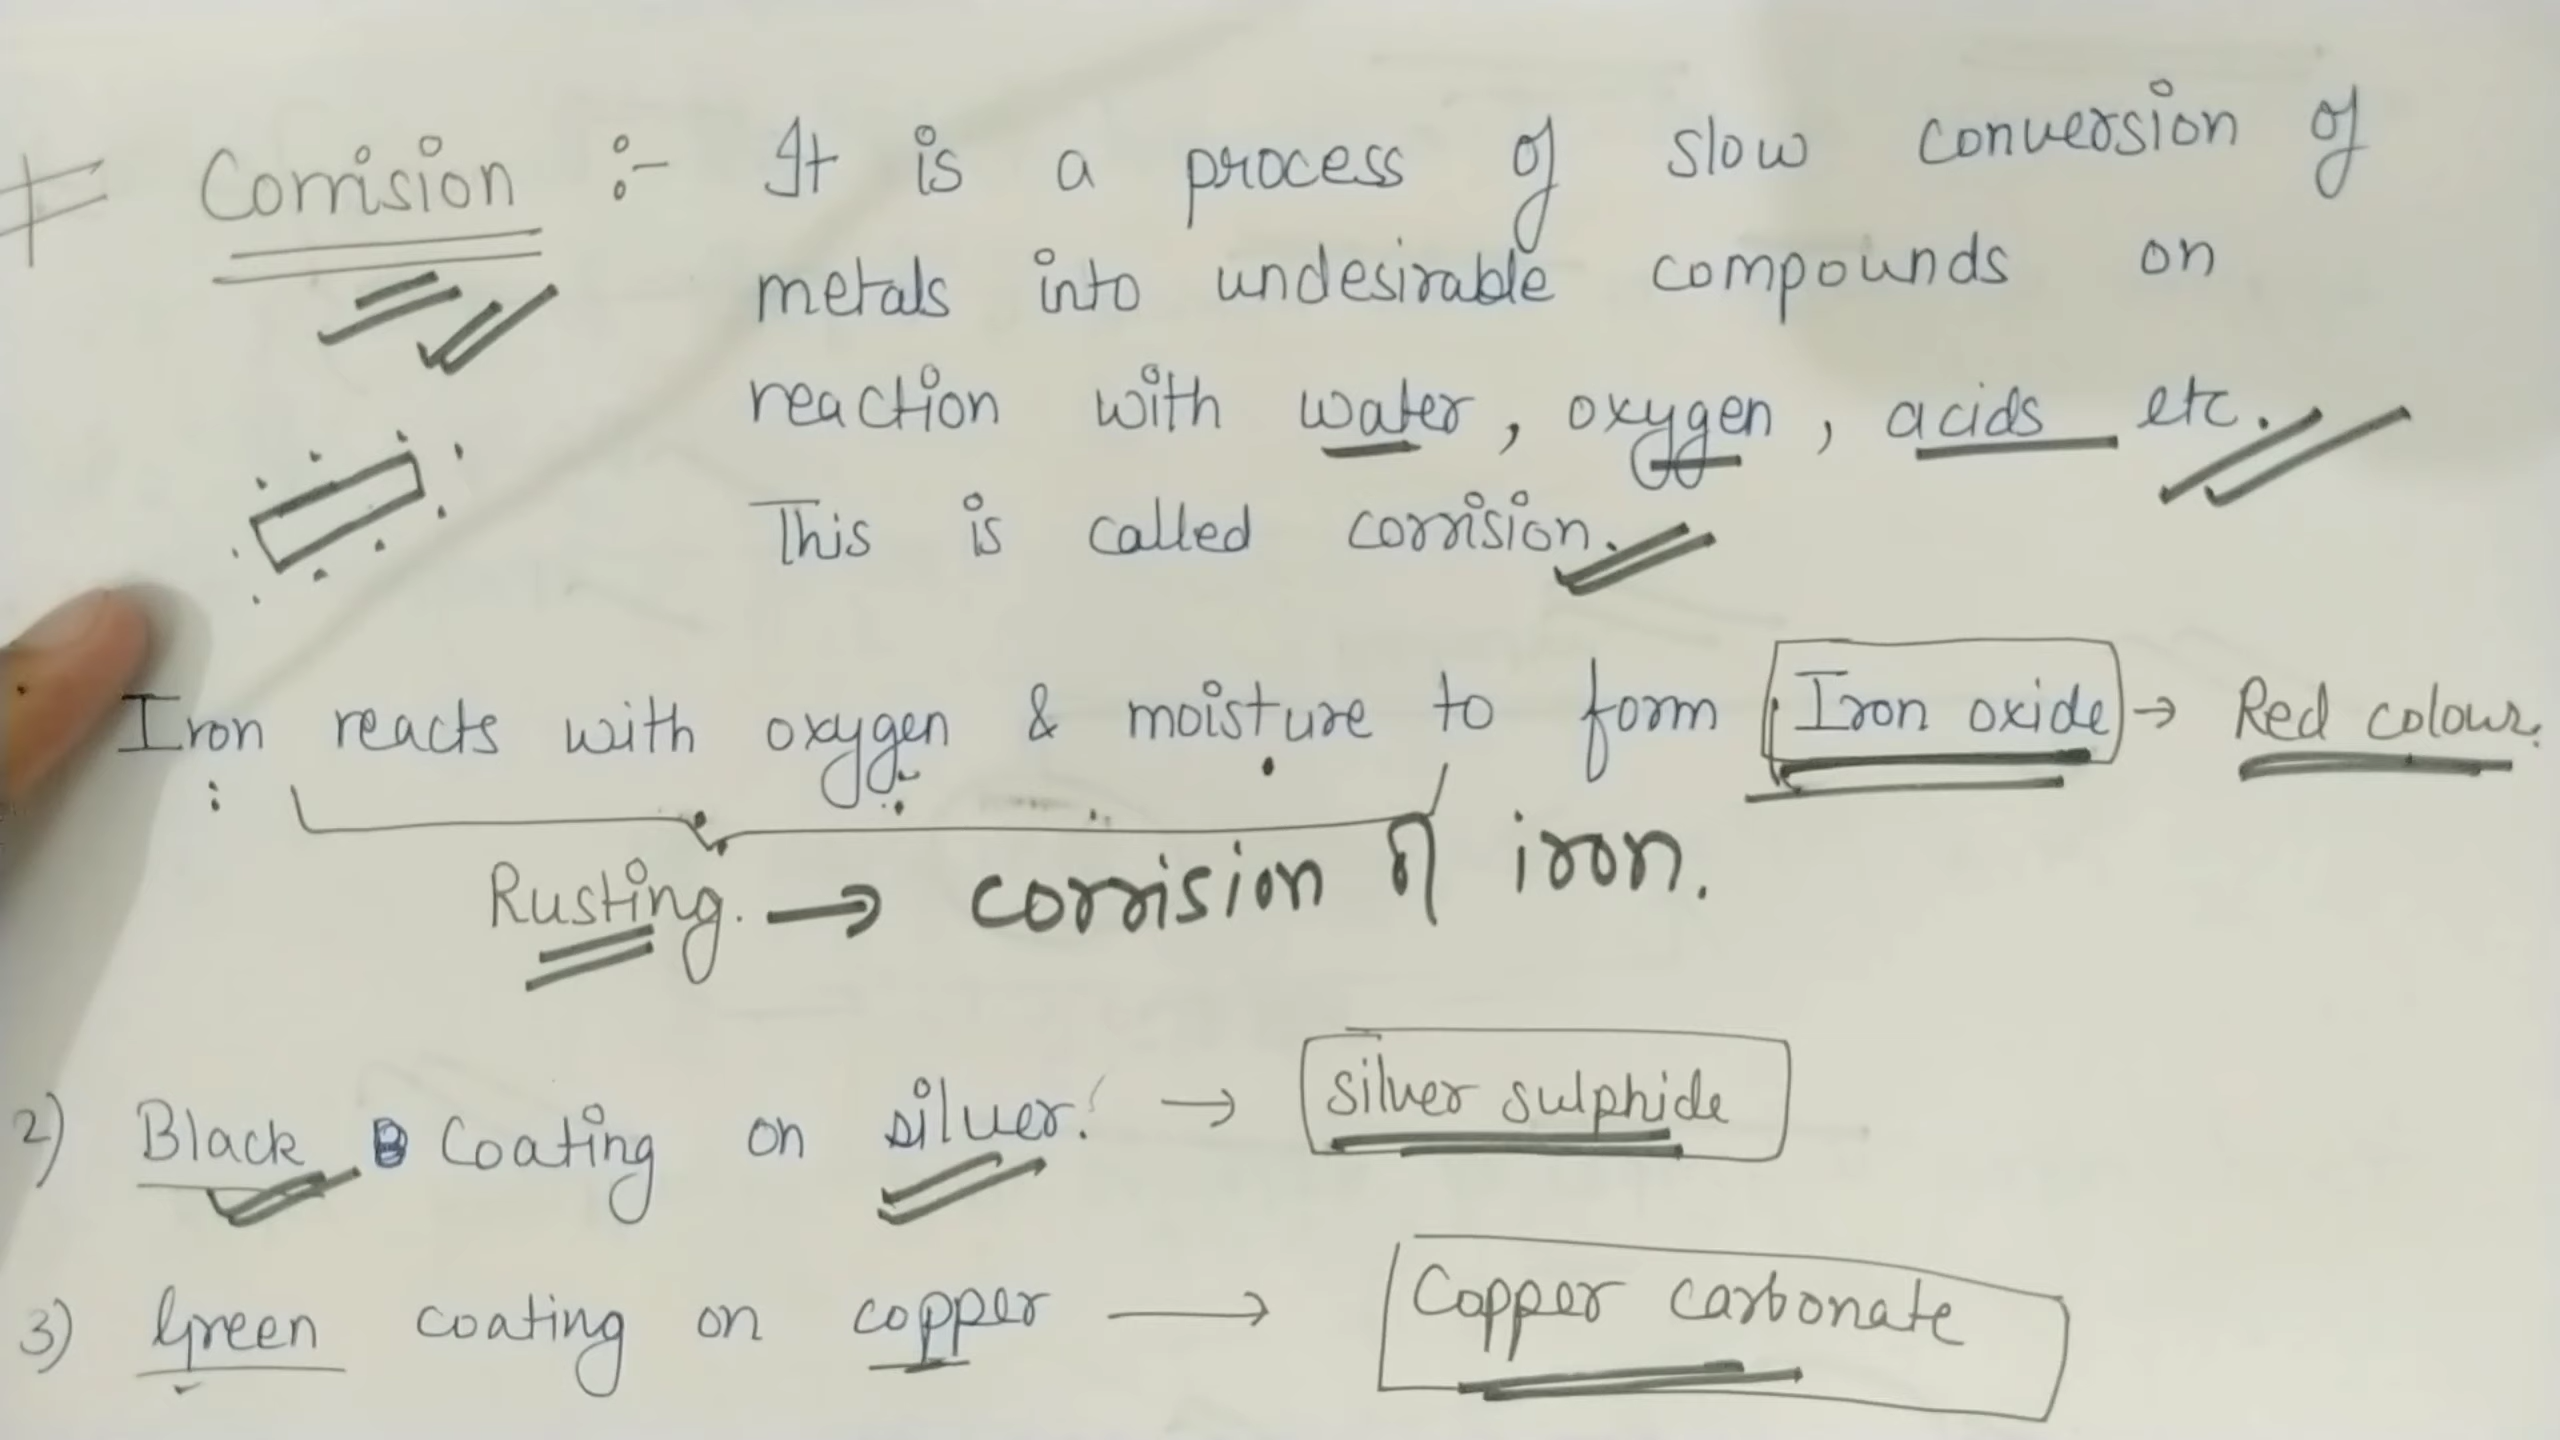 # Corrision :- It is a process of slow conversion of
metals into undesirable compounds on
reaction with water, oxygen, acids etc.
This is called corrision.
Iron reacts with oxygen & moisture to form Iron oxide → Red colour.
Rusting. → corrision of iron.
2) Black Coating on silver. → silver sulphide
3) Green coating on copper → Copper carbonate